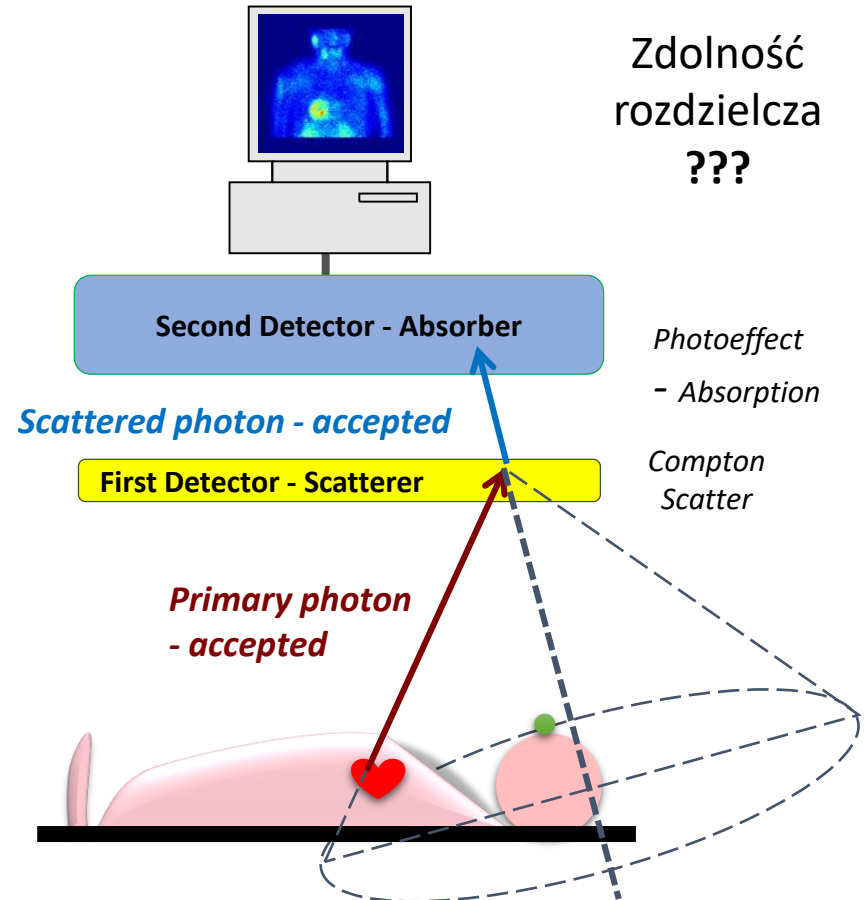 Zdolność
rozdzielcza
???
Second Detector - Absorber
Photoeffect
- Absorption
Scattered photon - accepted
First Detector - Scatterer
Compton
Scatter
Primary photon
- accepted